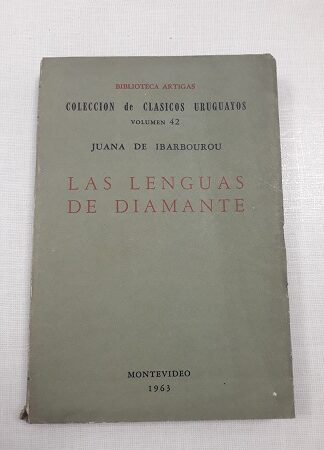 BIBLIOTECA ARTIGAS
COLECCION de CLASICOS URUGUAYOS
VOLUMEN 42
JUANA DE IBARBOUROU
LAS LENGUAS
DE DIAMANTE
MONTEVIDEO
1963